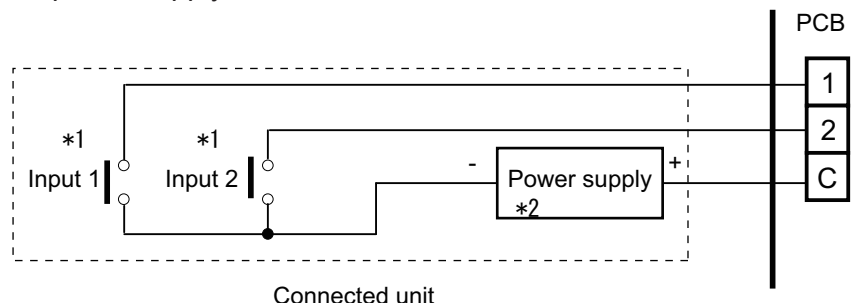 PCB
1
2
C
*1
Input 1
*1
Input 2
-
Power supply
*2
+
Connected unit